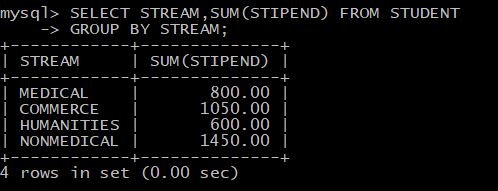 mysql> SELECT STREAM,SUM(STIPEND) FROM STUDENT
    -> GROUP BY STREAM;
+------------+--------------+
| STREAM     | SUM(STIPEND) |
+------------+--------------+
| MEDICAL    |       800.00 |
| COMMERCE   |      1050.00 |
| HUMANITIES |       600.00 |
| NONMEDICAL |      1450.00 |
+------------+--------------+
4 rows in set (0.00 sec)